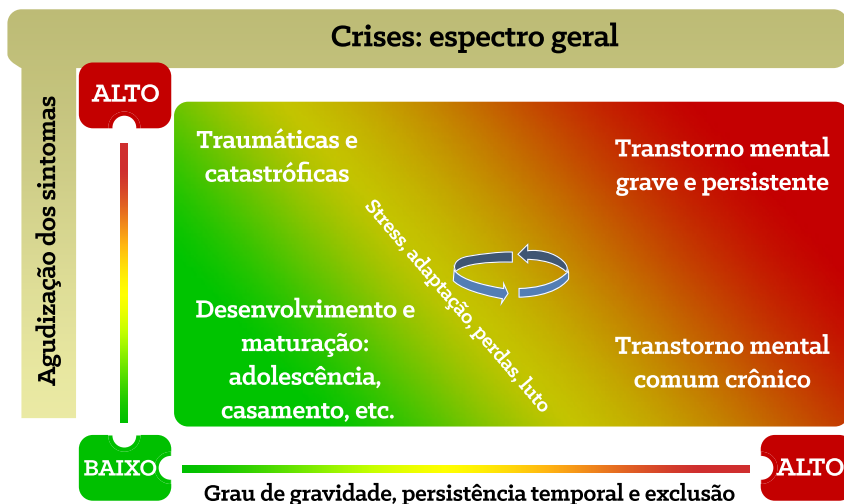 Crises: espectro geral
ALTO
Agudização dos sintomas
Traumáticas e
catastróficas
Transtorno mental
grave e persistente
Stress, adaptação, perdas, luto
Desenvolvimento e
maturação:
adolescência,
casamento, etc.
Transtorno mental
comum crônico
BAIXO
ALTO
Grau de gravidade, persistência temporal e exclusão